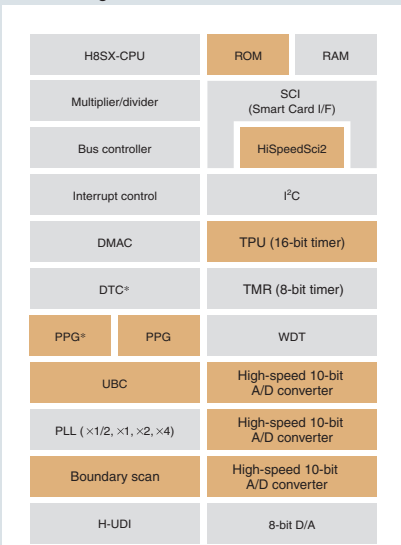 H8SX-CPU
ROM
RAM
Multiplier/divider
SCI
(Smart Card I/F)
Bus controller
HiSpeedSci2
Interrupt control
I²C
DMAC
TPU (16-bit timer)
DTC*
TMR (8-bit timer)
PPG*
PPG
WDT
UBC
High-speed 10-bit
A/D converter
PLL (×1/2, ×1, ×2, ×4)
High-speed 10-bit
A/D converter
Boundary scan
High-speed 10-bit
A/D converter
H-UDI
8-bit D/A